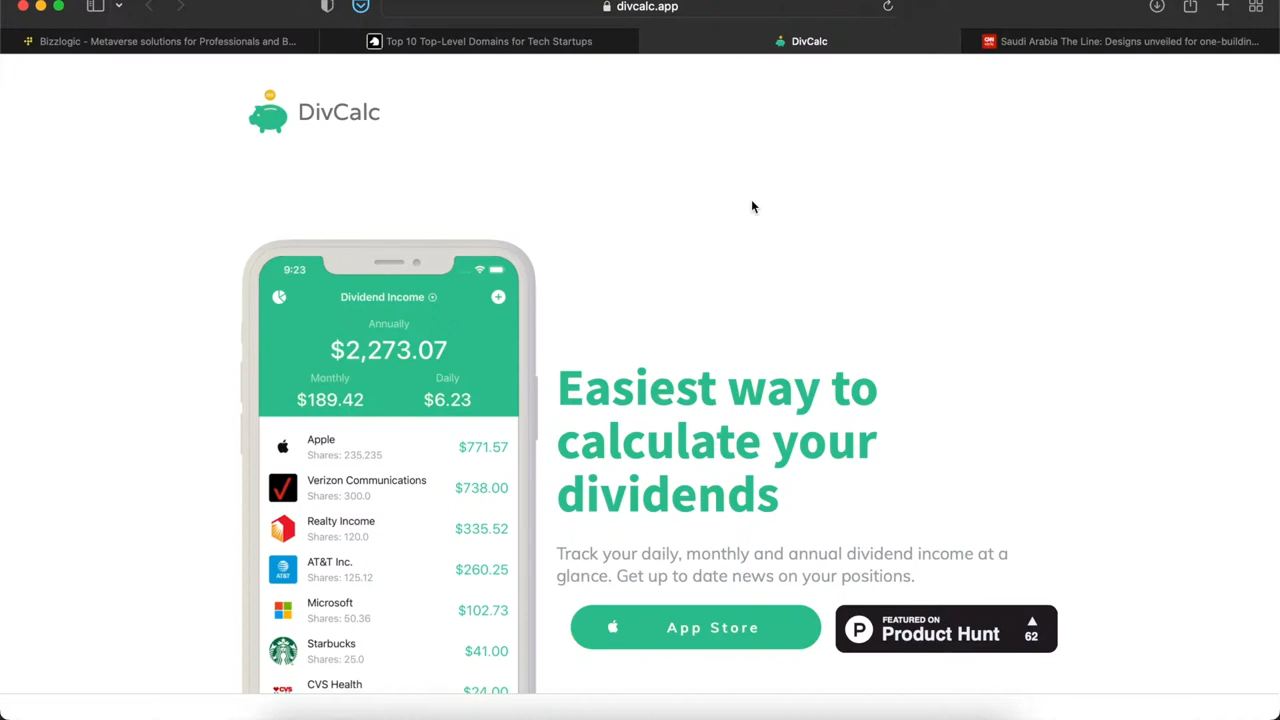 divcalc.app
Bizzlogic - Metaverse solutions for Professionals and B...
Top 10 Top-Level Domains for Tech Startups
DivCalc
CNN
Saudi Arabia The Line: Designs unveiled for one-buildin...
DivCalc
9:23
Dividend Income
Annually
$2,273.07
Monthly
Daily
$189.42
$6.23
Apple
Shares: 235.235
$771.57
Verizon Communications
Shares: 300.0
$738.00
Realty Income
Shares: 120.0
$335.52
AT&T
AT&T Inc.
Shares: 125.12
$260.25
Microsoft
Shares: 50.36
$102.73
Starbucks
Shares: 25.0
$41.00
CVS
CVS Health
$24.00
Easiest way to
calculate your
dividends
Track your daily, monthly and annual dividend income at a
glance. Get up to date news on your positions.
App Store
P
FEATURED ON
Product Hunt
62